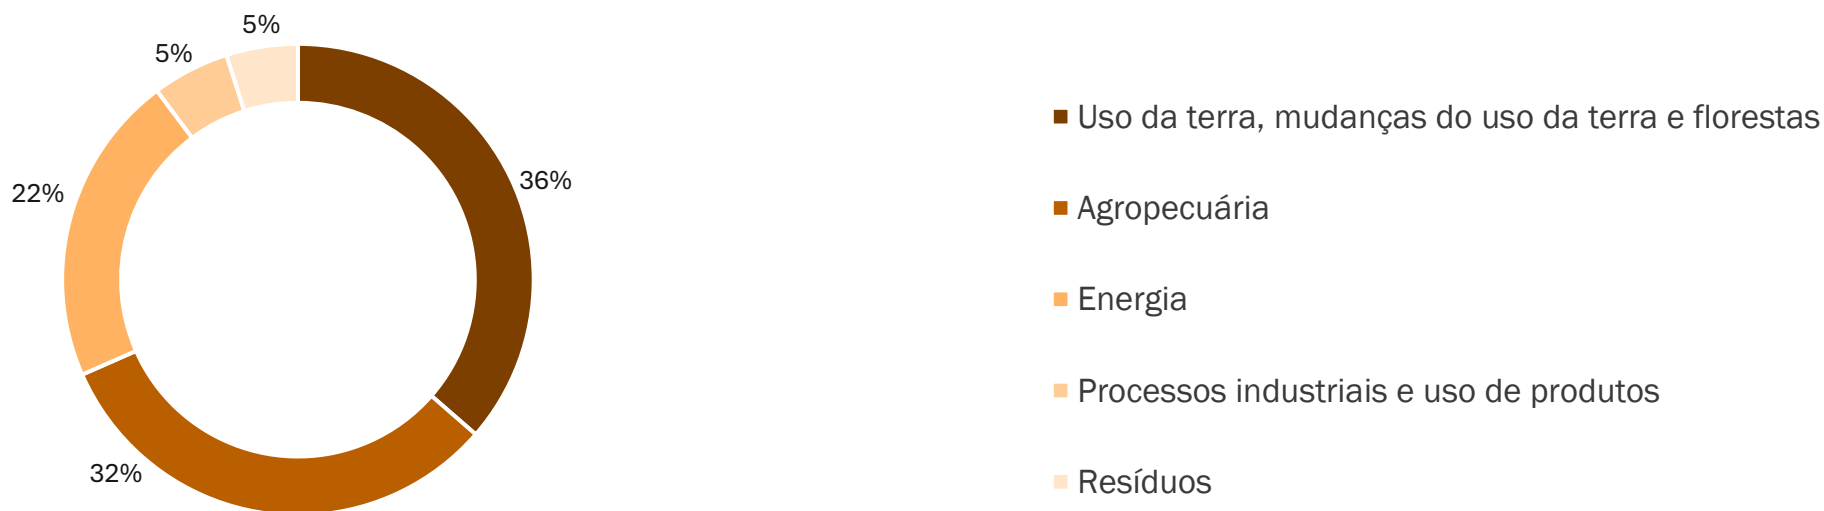 5%
5%
36%
22%
32%
Uso da terra, mudanças do uso da terra e florestas
Agropecuária
Energia
Processos industriais e uso de produtos
Resíduos